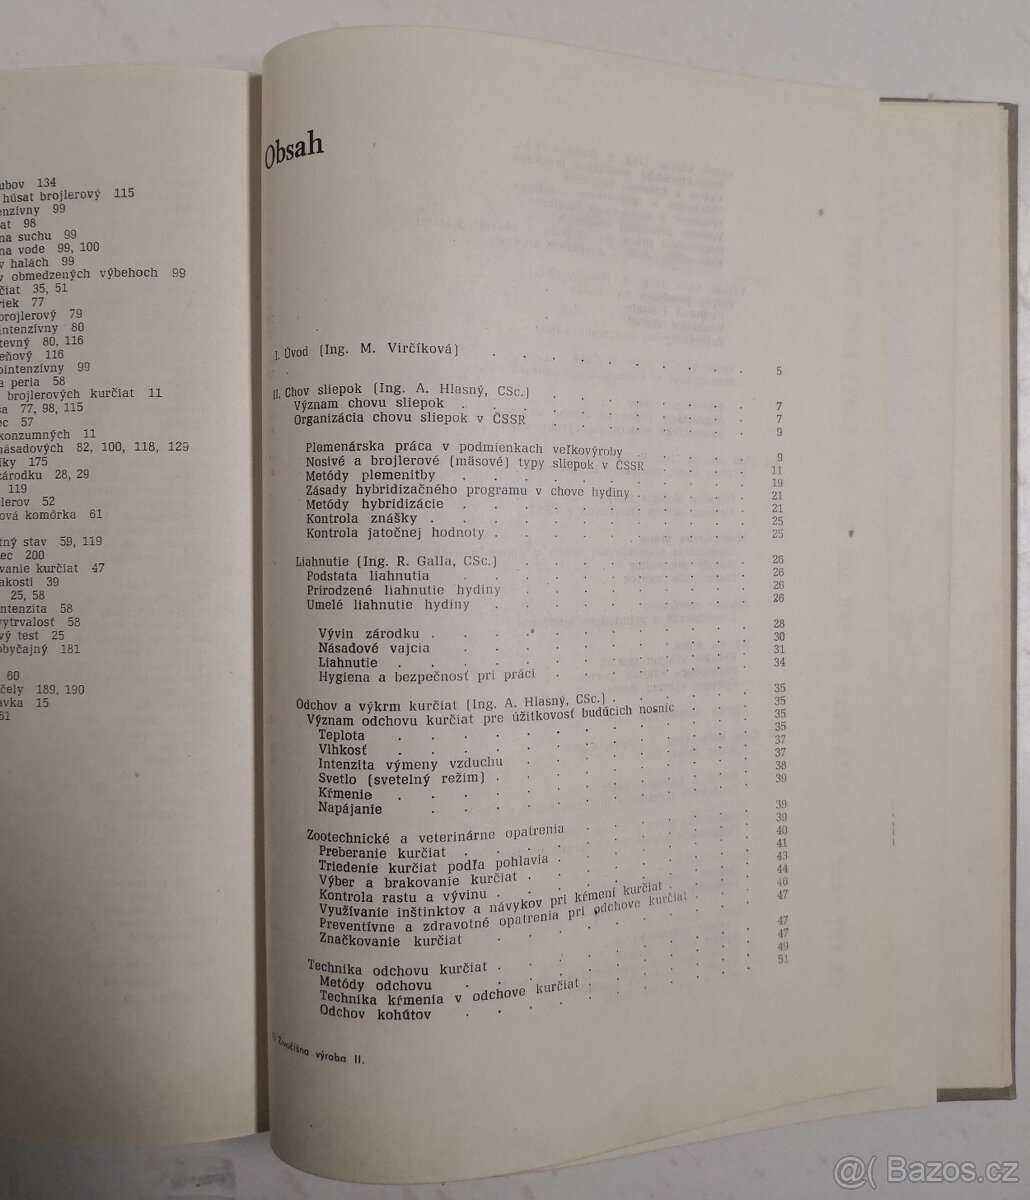 ubov 134
húsat brojlerový 115
enzívny 99
at 98
na suchu 99
na vode 99, 100
v halách 99
v obmedzených výbehoch 99
čiat 35, 51
riek 77
brojlerový 79
intenzívny 80
tevný 80, 116
eňový 116
ointenzívny 99
a peria 58
brojlerových kurčiat 11
sa 77, 98, 115
ec 57
konzumných 11
násadových 82, 100, 118, 129
íky 175
zárodku 28, 29
119
jlerov 52
ová komôrka 61
tný stav 59, 119
ec 200
vanie kurčiat 47
akosti 39
25, 58
intenzita 58
vytrvalosť 58
vý test 25
obyčajný 181
60
čely 189, 190
avka 15
61
Obsah
I. Úvod (Ing. M. Virčíková) . . . . . . . 5
II. Chov sliepok (Ing. A. Hlasný, CSc.) . . . . . 7
Význam chovu sliepok . . . . . . . 7
Organizácia chovu sliepok v ČSSR . . . . . 9
Plemenárska práca v podmienkach veľkovýroby . . . . 9
Nosivé a brojlerové (mäsové) typy sliepok v ČSSR . . . . 11
Metódy plemenitby . . . . . . . 19
Zásady hybridizačného programu v chove hydiny . . . . 21
Metódy hybridizácie . . . . . . . 21
Kontrola znášky . . . . . . . 25
Kontrola jatočnej hodnoty . . . . . . . 25
Liahnutie (Ing. R. Galla, CSc.) . . . . . . 26
Podstata liahnutia . . . . . . . 26
Prirodzené liahnutie hydiny . . . . . . 26
Umelé liahnutie hydiny . . . . . . 26
Vývin zárodku . . . . . . . 28
Násadové vajcia . . . . . . . 30
Liahnutie . . . . . . . 31
Hygiena a bezpečnosť pri práci . . . . . . 34
Odchov a výkrm kurčiat (Ing. A. Hlasný, CSc.) . . . . 35
Význam odchovu kurčiat pre úžitkovosť budúcich nosníc . . . 35
Teplota . . . . . . . 35
Vlhkosť . . . . . . . 35
Intenzita výmeny vzduchu . . . . . . 37
Svetlo (svetelný režim) . . . . . . 37
Kŕmenie . . . . . . . 38
Napájanie . . . . . . . 39
Zootechnické a veterinárne opatrenia . . . . . 39
Preberanie kurčiat . . . . . . . 39
Triedenie kurčiat podľa pohlavia . . . . . 40
Výber a brakovanie kurčiat . . . . . . 41
Kontrola rastu a vývinu . . . . . . 43
Využívanie inštinktov a návykov pri kŕmení kurčiat . . . 44
Preventívne a zdravotné opatrenia pri odchove kurčiat . . . 46
Značkovanie kurčiat . . . . . . 47
Technika odchovu kurčiat . . . . . . 47
Metódy odchovu . . . . . . . 47
Technika kŕmenia v odchove kurčiat . . . . . 49
Odchov kohútov . . . . . . . 51
Živočíšna výroba II.
@( Bazos.cz